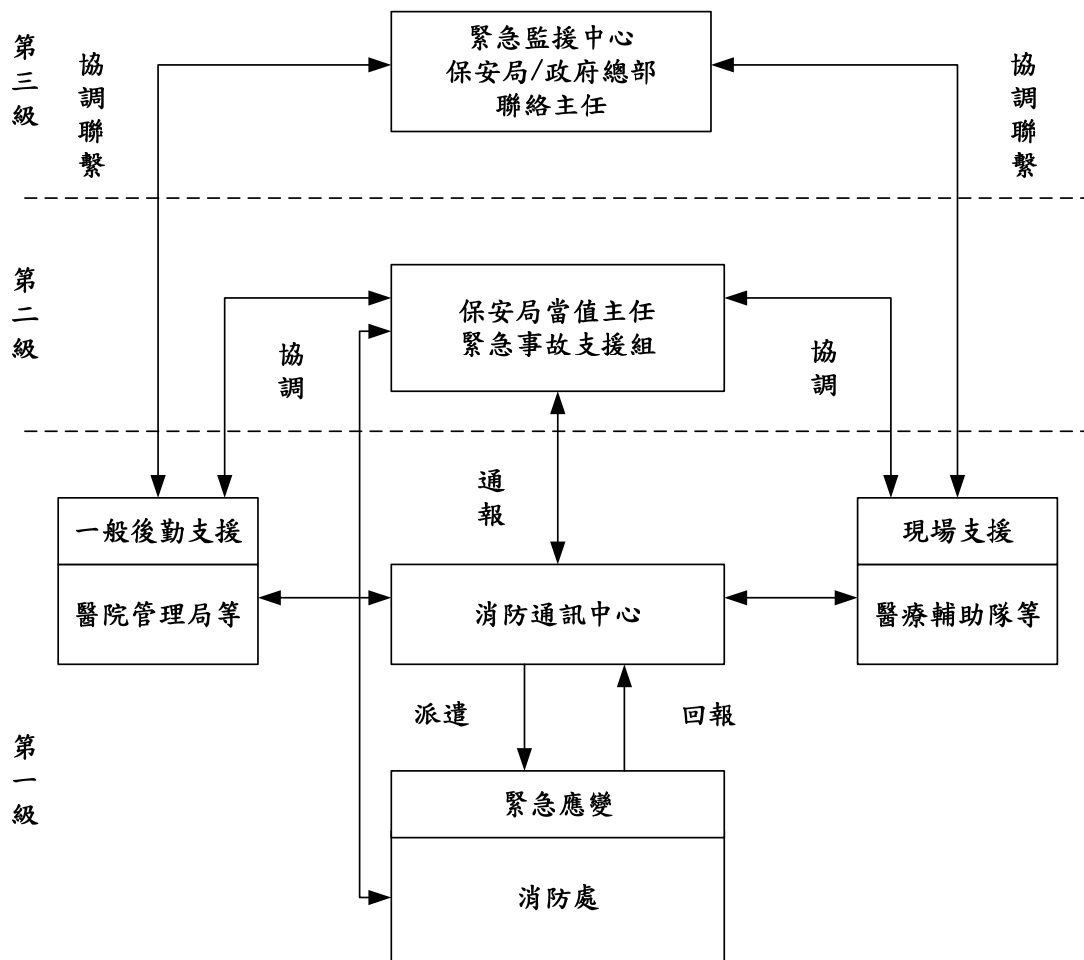 第三級
協調聯繫
緊急監援中心
保安局/政府總部
聯絡主任
協調聯繫
第二級
保安局當值主任
緊急事故支援組
協調
協調
通報
一般後勤支援
醫院管理局等
消防通訊中心
現場支援
醫療輔助隊等
第一級
派遣
回報
緊急應變
消防處